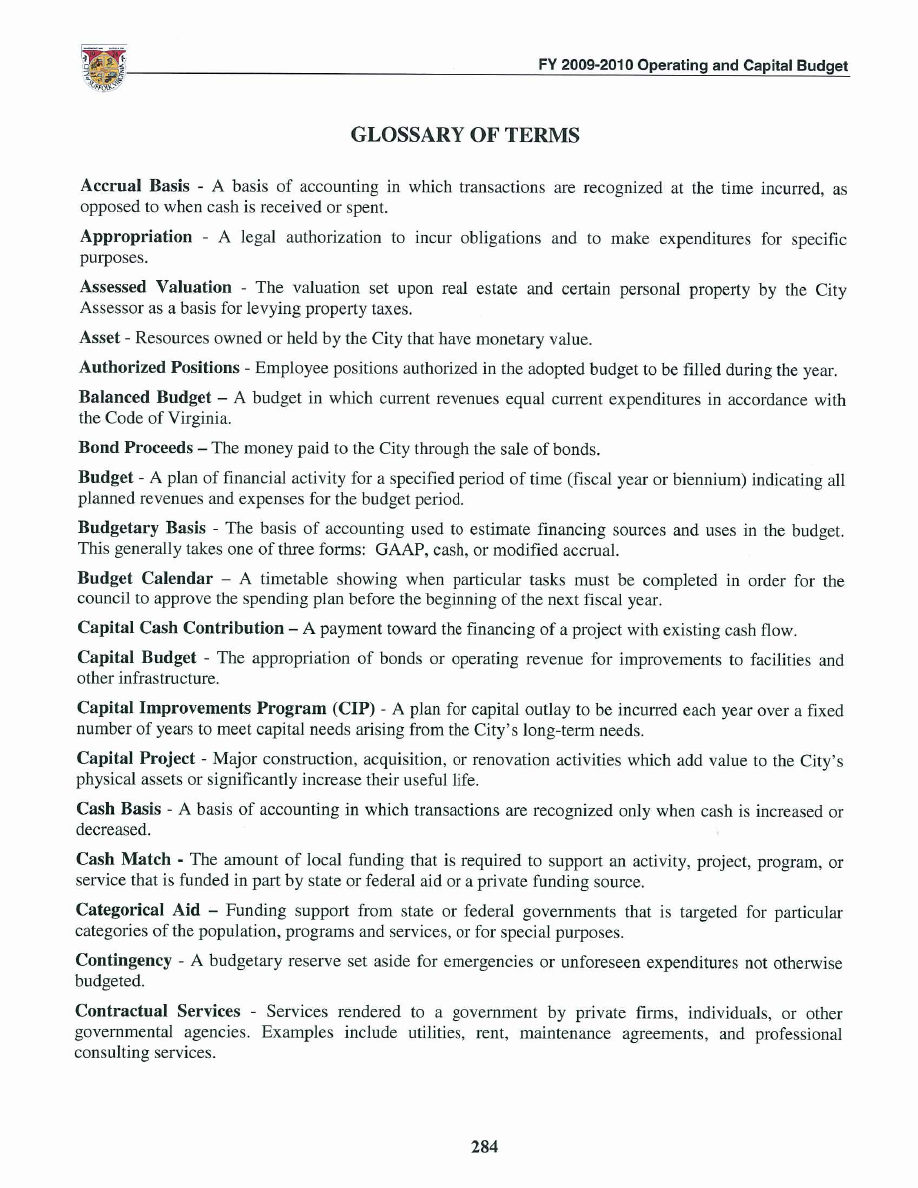 FY 2009-2010 Operating and Capital Budget
GLOSSARY OF TERMS
Accrual Basis - A basis of accounting in which transactions are recognized at the time incurred, as
opposed to when cash is received or spent.
Appropriation - A legal authorization to incur obligations and to make expenditures for specific
purposes.
Assessed Valuation - The valuation set upon real estate and certain personal property by the City
Assessor as a basis for levying property taxes.
Asset - Resources owned or held by the City that have monetary value.
Authorized Positions - Employee positions authorized in the adopted budget to be filled during the year.
Balanced Budget – A budget in which current revenues equal current expenditures in accordance with
the Code of Virginia.
Bond Proceeds – The money paid to the City through the sale of bonds.
Budget - A plan of financial activity for a specified period of time (fiscal year or biennium) indicating all
planned revenues and expenses for the budget period.
Budgetary Basis - The basis of accounting used to estimate financing sources and uses in the budget.
This generally takes one of three forms: GAAP, cash, or modified accrual.
Budget Calendar – A timetable showing when particular tasks must be completed in order for the
council to approve the spending plan before the beginning of the next fiscal year.
Capital Cash Contribution – A payment toward the financing of a project with existing cash flow.
Capital Budget - The appropriation of bonds or operating revenue for improvements to facilities and
other infrastructure.
Capital Improvements Program (CIP) - A plan for capital outlay to be incurred each year over a fixed
number of years to meet capital needs arising from the City's long-term needs.
Capital Project - Major construction, acquisition, or renovation activities which add value to the City's
physical assets or significantly increase their useful life.
Cash Basis - A basis of accounting in which transactions are recognized only when cash is increased or
decreased.
Cash Match - The amount of local funding that is required to support an activity, project, program, or
service that is funded in part by state or federal aid or a private funding source.
Categorical Aid – Funding support from state or federal governments that is targeted for particular
categories of the population, programs and services, or for special purposes.
Contingency - A budgetary reserve set aside for emergencies or unforeseen expenditures not otherwise
budgeted.
Contractual Services - Services rendered to a government by private firms, individuals, or other
governmental agencies. Examples include utilities, rent, maintenance agreements, and professional
consulting services.
284